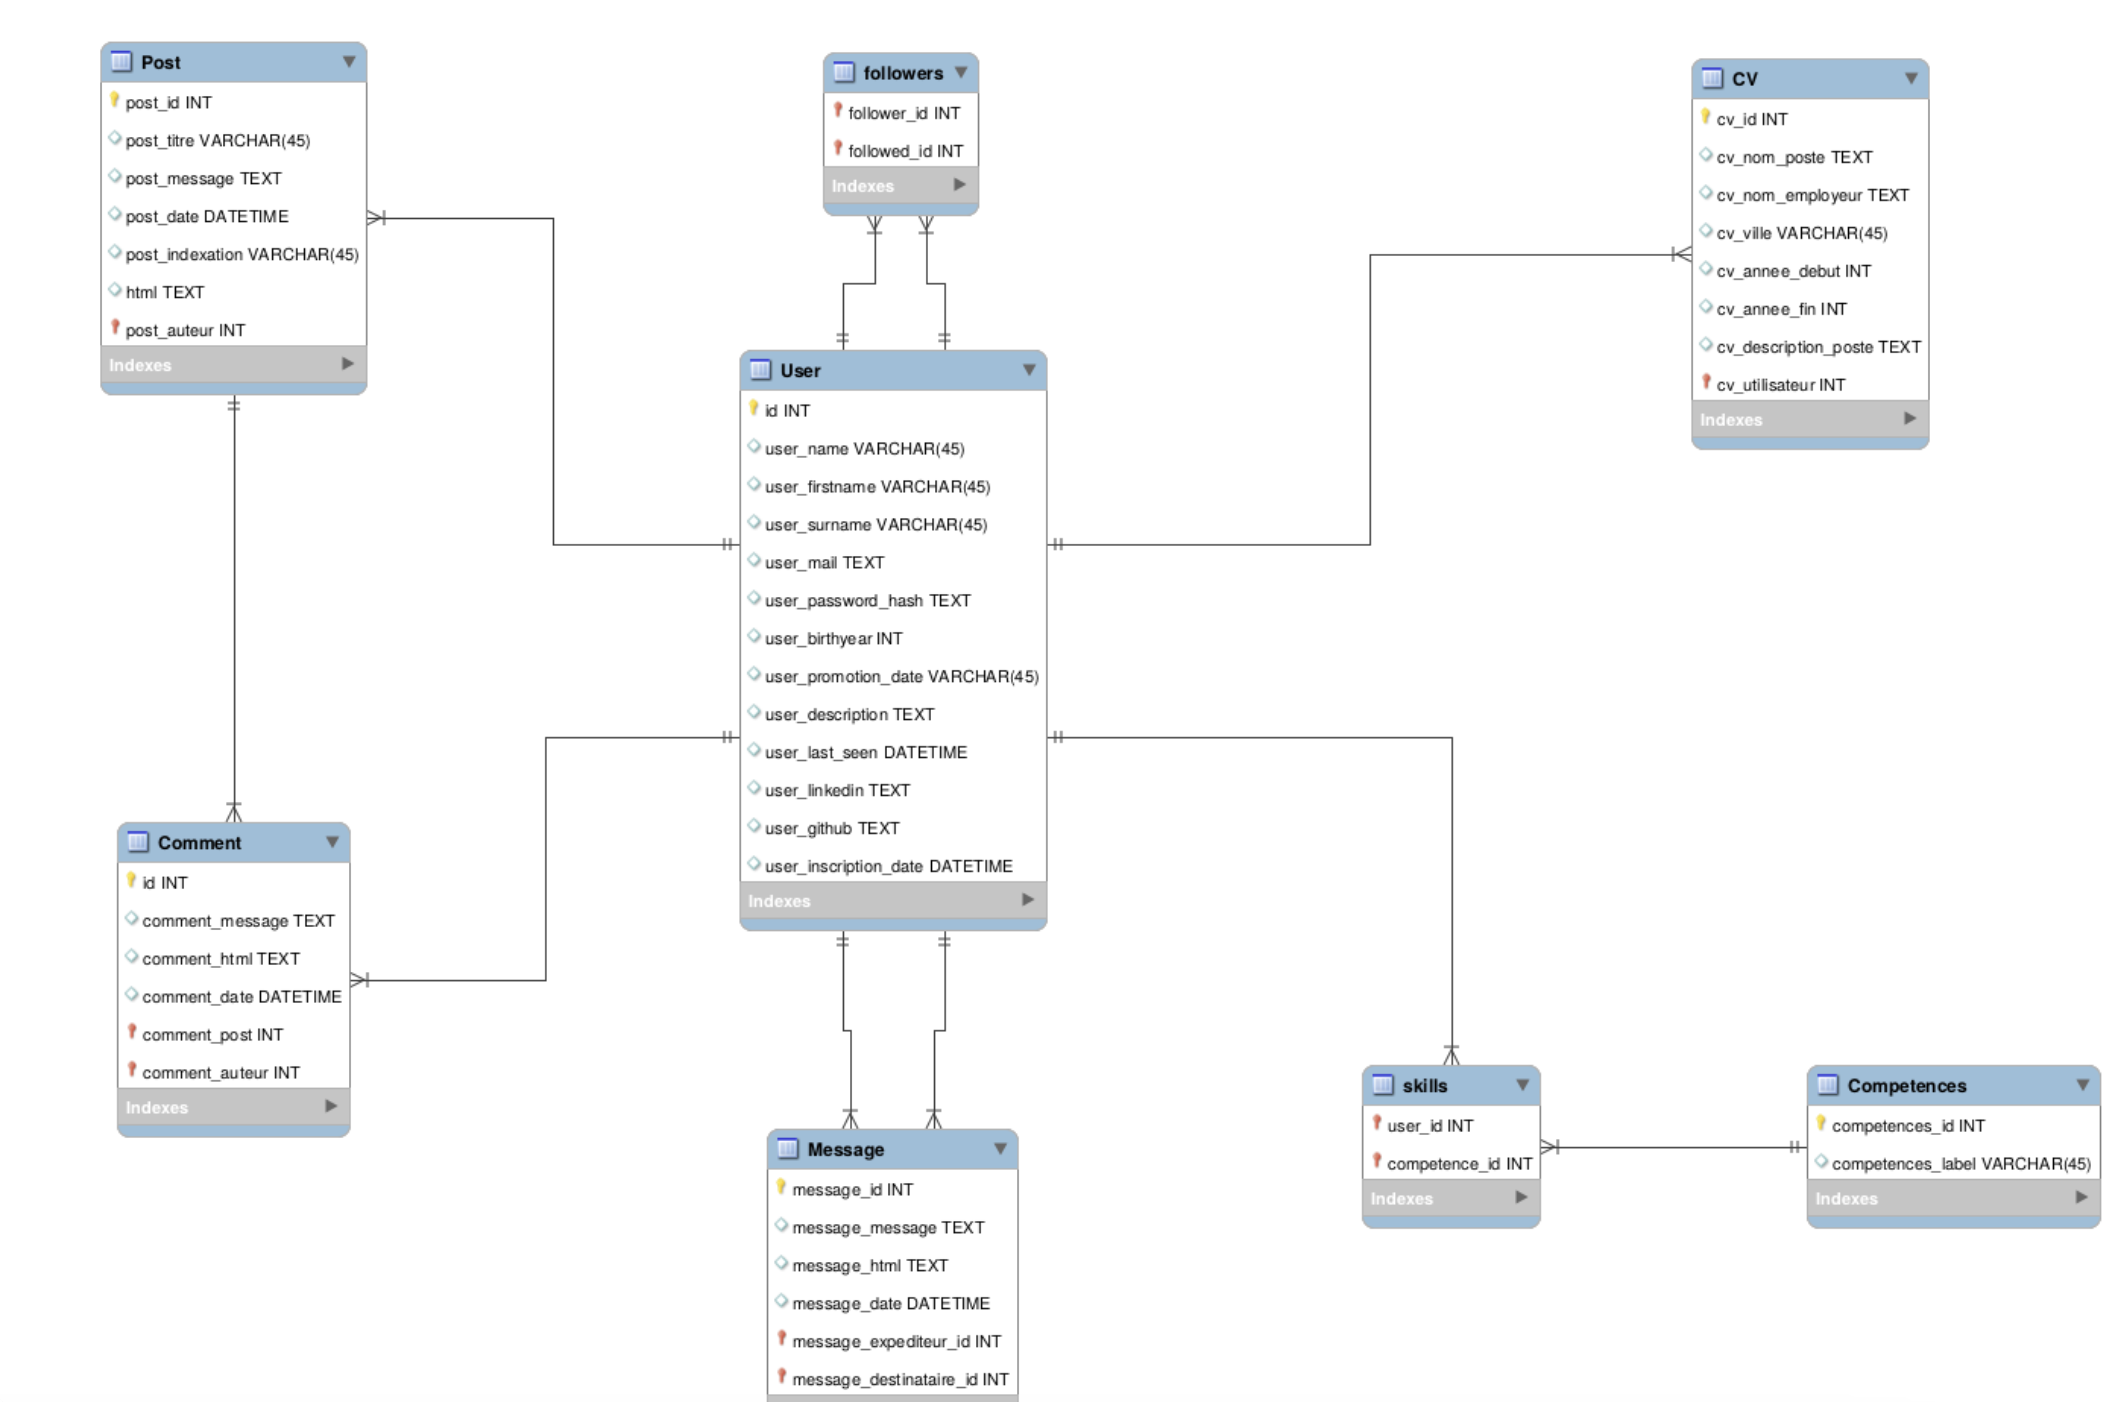 Post
post_id INT
post_titre VARCHAR(45)
post_message TEXT
post_date DATETIME
post_indexation VARCHAR(45)
html TEXT
post_auteur INT
Indexes
followers
follower_id INT
followed_id INT
Indexes
CV
cv_id INT
cv_nom_poste TEXT
cv_nom_employeur TEXT
cv_ville VARCHAR(45)
cv_annee_debut INT
cv_annee_fin INT
cv_description_poste TEXT
cv_utilisateur INT
Indexes
User
id INT
user_name VARCHAR(45)
user_firstname VARCHAR(45)
user_surname VARCHAR(45)
user_mail TEXT
user_password_hash TEXT
user_birthyear INT
user_promotion_date VARCHAR(45)
user_description TEXT
user_last_seen DATETIME
user_linkedin TEXT
user_github TEXT
user_inscription_date DATETIME
Indexes
Comment
id INT
comment_message TEXT
comment_html TEXT
comment_date DATETIME
comment_post INT
comment_auteur INT
Indexes
Message
message_id INT
message_message TEXT
message_html TEXT
message_date DATETIME
message_expediteur_id INT
message_destinataire_id INT
skills
user_id INT
competence_id INT
Indexes
Competences
competences_id INT
competences_label VARCHAR(45)
Indexes